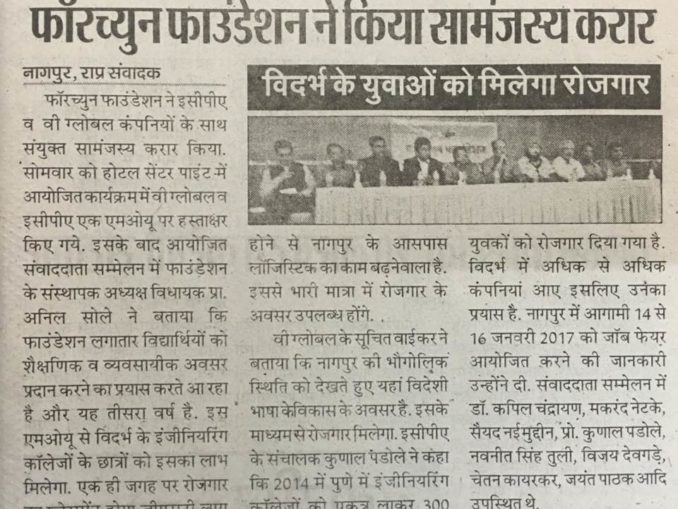 फॉरच्युन फाउंडेशन ने किया सामंजस्य करार
नागपुर, राप्र संवादक
फॉरच्युन फाउंडेशन ने इसीपीए
व वी ग्लोबल कंपनियों के साथ
संयुक्त सामंजस्य करार किया.
सोमवार को होटल सेंटर पाइंट में
आयोजित कार्यक्रम में वी ग्लोबल व
इसीपीए एक एमओयू पर हस्ताक्षर
किए गये. इसके बाद आयोजित
संवाददाता सम्मेलन में फाउंडेशन
के संस्थापक अध्यक्ष विधायक प्रा.
अनिल सोले ने बताया कि
फाउंडेशन लगातार विद्यार्थियों को
शैक्षणिक व व्यवसायीक अवसर
प्रदान करने का प्रयास करते आ रहा
है और यह तीसरा वर्ष है. इस
एमओयू से विदर्भ के इंजीनियरिंग
कॉलेजों के छात्रों को इसका लाभ
मिलेगा. एक ही जगह पर रोजगार
विदर्भ के युवाओं को मिलेगा रोजगार
होने से नागपुर के आसपास
लॉजिस्टिक का काम बढ़नेवाला है.
इससे भारी मात्रा में रोजगार के
अवसर उपलब्ध होंगे.
वी ग्लोबल के सूचित वाईकर ने
बताया कि नागपुर की भौगोलिक
स्थिति को देखते हुए यहां विदेशी
भाषा के विकास के अवसर है. इसके
माध्यम से रोजगार मिलेगा. इसीपीए
के संचालक कुणाल पंडोले ने कहा
कि 2014 में पुणे में इंजीनियरिंग
कॉलेजों को एकत्र लाकर 300
युवकों को रोजगार दिया गया है.
विदर्भ में अधिक से अधिक
कंपनियां आए इसलिए उनका
प्रयास है. नागपुर में आगामी 14 से
16 जनवरी 2017 को जॉब फेयर
आयोजित करने की जानकारी
उन्होंने दी. संवाददाता सम्मेलन में
डॉ. कपिल चंद्रायण, मकरंद नेटके,
सैयद नईमुद्दीन, प्रो. कुणाल पंडोले,
नवनीत सिंह तुली, विजय देवगड़े,
चेतन कायरकर, जयंत पाठक आदि
उपस्थित थे.